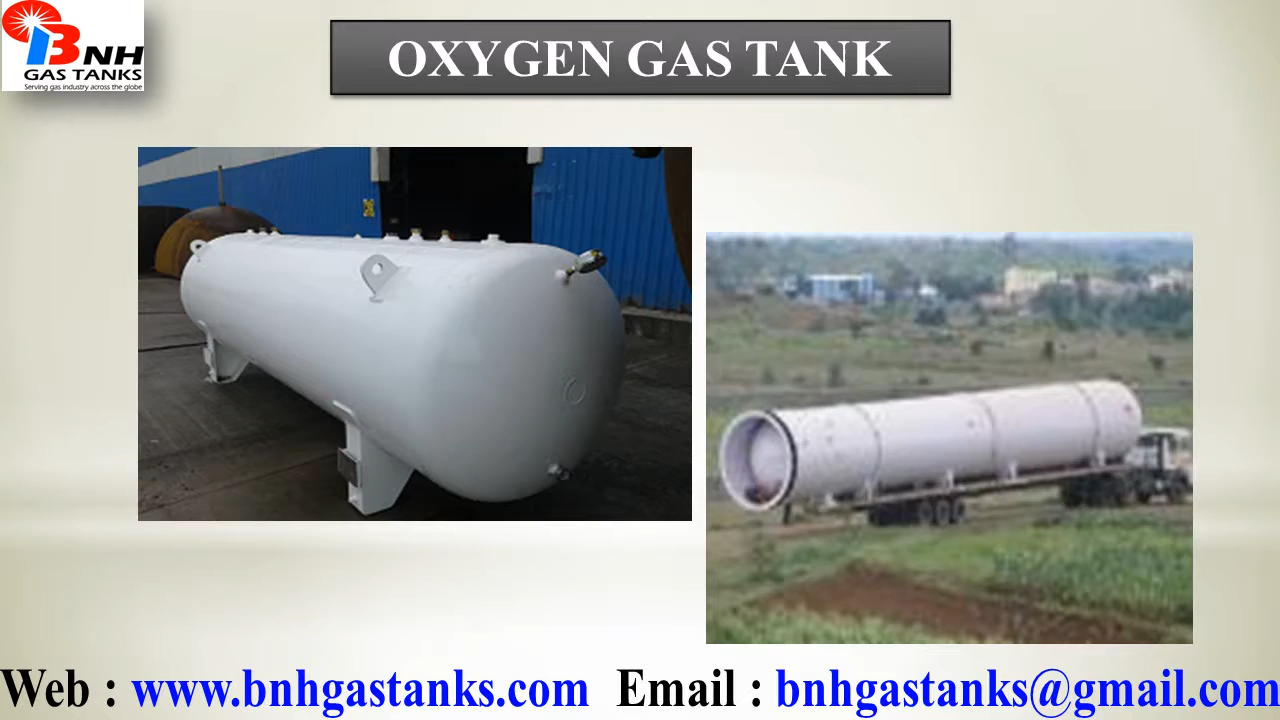 BNH
GAS TANKS
Serving gas industry across the globe
OXYGEN GAS TANK
Web : www.bnhgastanks.com Email : bnhgastanks@gmail.com